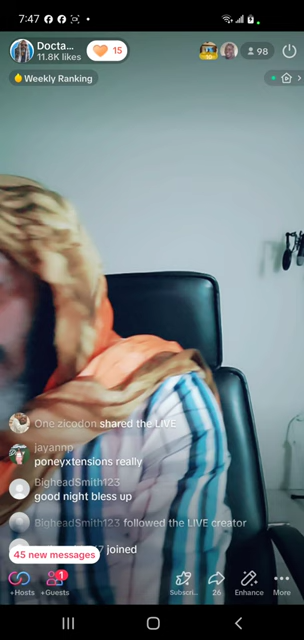 7:47
Docta...
11.8K likes
15
98
Weekly Ranking
One zicodon shared the LIVE
jayannp
poneyxtensions really
BigheadSmith123
good night bless up
BigheadSmith123 followed the LIVE creator
7 joined
45 new messages
1
+Hosts
+Guests
Subscri...
26
Enhance
More